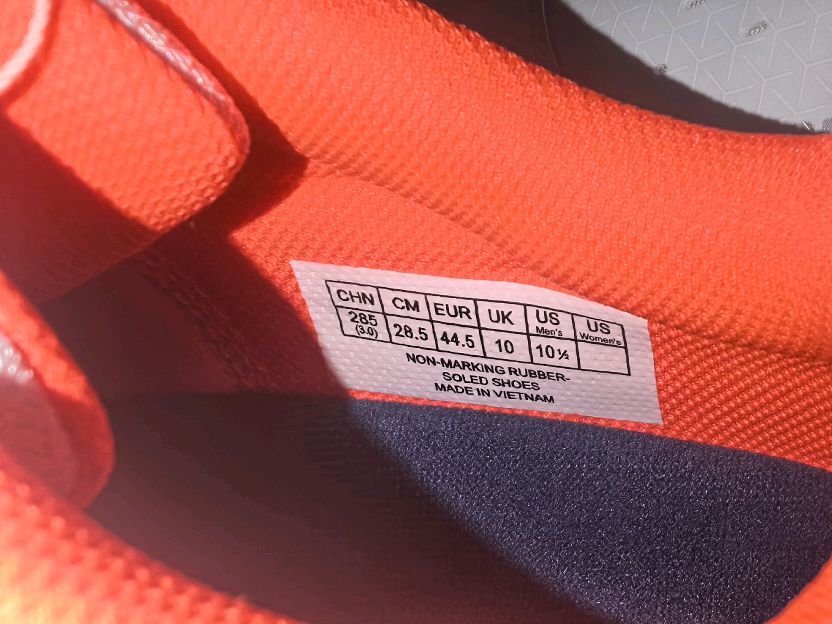 CHN CM EUR UK US Men's US Women's
285 (3.0) 28.5 44.5 10 10½
NON-MARKING RUBBER-
SOLED SHOES
MADE IN VIETNAM